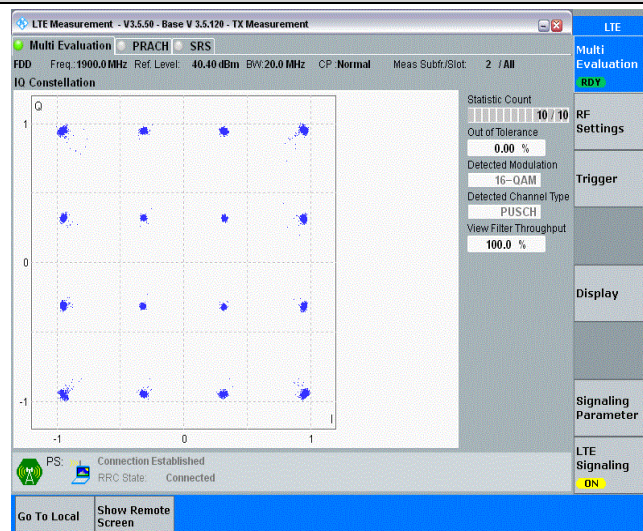 LTE Measurement - V3.5.50 - Base V 3.5.120 - TX Measurement
LTE
Multi Evaluation PRACH SRS
FDD Freq.:1900.0 MHz Ref. Level: 40.40 dBm BW:20.0 MHz CP :Normal Meas Subfr./Slot: 2 / All
IQ Constellation
Q
1
0
-1
-1 0 1
I
Statistic Count
10 / 10
Out of Tolerance
0.00 %
Detected Modulation
16-QAM
Detected Channel Type
PUSCH
View Filter Throughput
100.0 %
Multi
Evaluation
RDY
RF
Settings
Trigger
Display
Signaling
Parameter
LTE
Signaling
ON
PS: Connection Established
RRC State: Connected
Go To Local
Show Remote
Screen